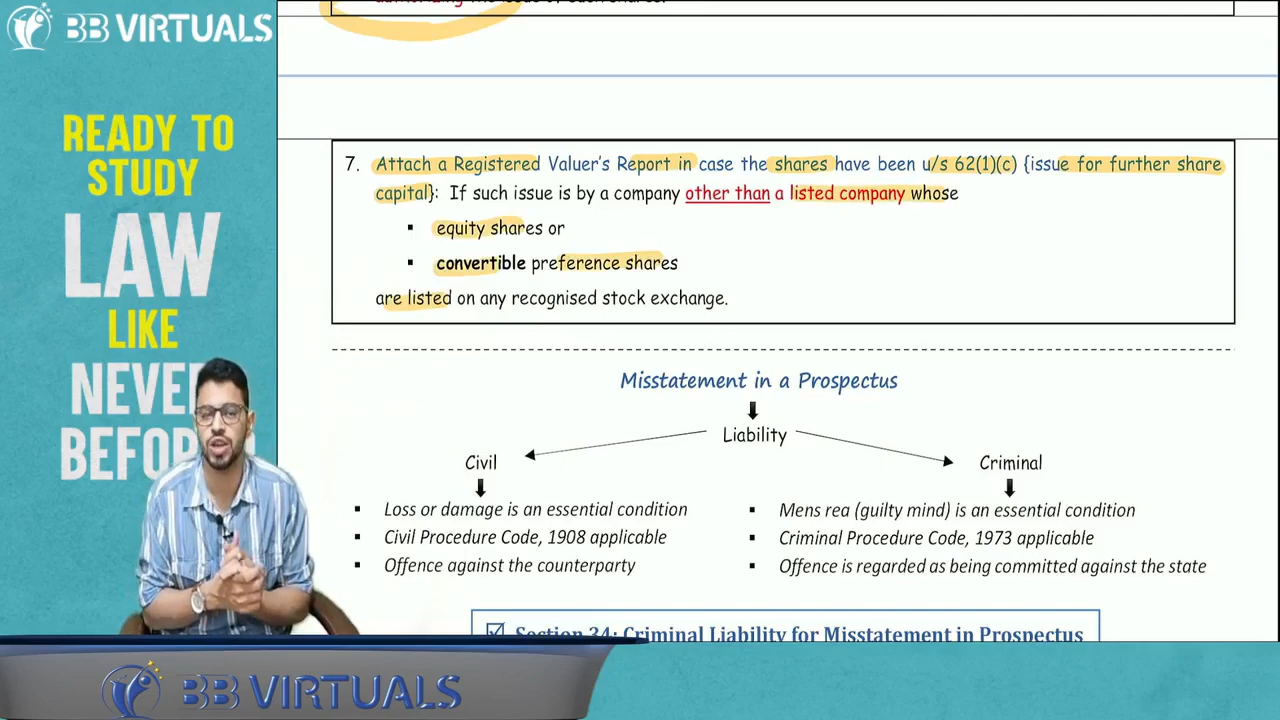 BB VIRTUALS
READY TO
STUDY
LAW
LIKE
NEVER
7. Attach a Registered Valuer's Report in case the shares have been u/s 62(1)(c) {issue for further share
capital}: If such issue is by a company other than a listed company whose
▪ equity shares or
▪ convertible preference shares
are listed on any recognised stock exchange.
Misstatement in a Prospectus
Liability
Civil
Criminal
▪ Loss or damage is an essential condition
▪ Civil Procedure Code, 1908 applicable
▪ Offence against the counterparty
▪ Mens rea (guilty mind) is an essential condition
▪ Criminal Procedure Code, 1973 applicable
▪ Offence is regarded as being committed against the state
Section 34: Criminal Liability for Misstatement in Prospectus
BB VIRTUALS